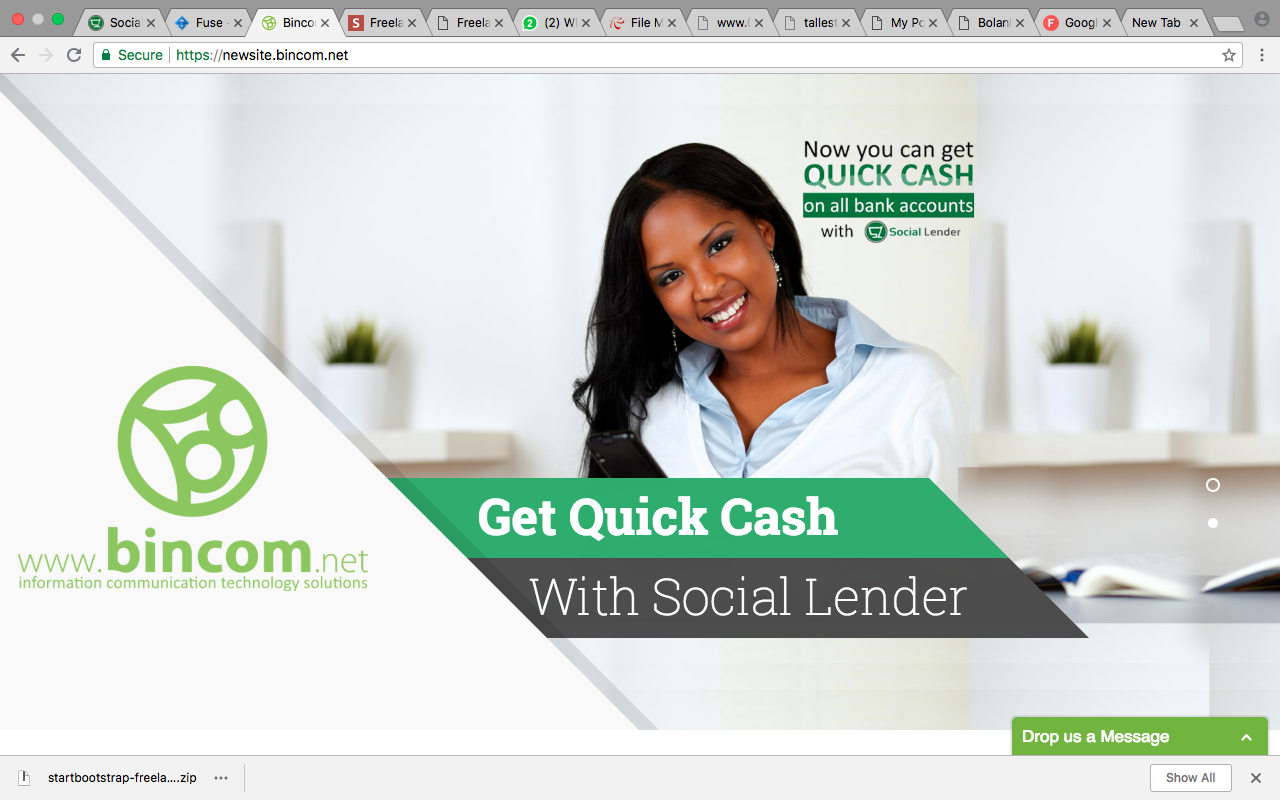 Socia
Fuse
Binco
Freela
Freela
(2) Wi
File M
www.
tallest
My Po
Bolan
Googl
New Tab
Secure
https://newsite.bincom.net
Now you can get
QUICK CASH
on all bank accounts
with Social Lender
www.bincom.net
information communication technology solutions
Get Quick Cash
With Social Lender
Drop us a Message
startbootstrap-freela....zip
Show All